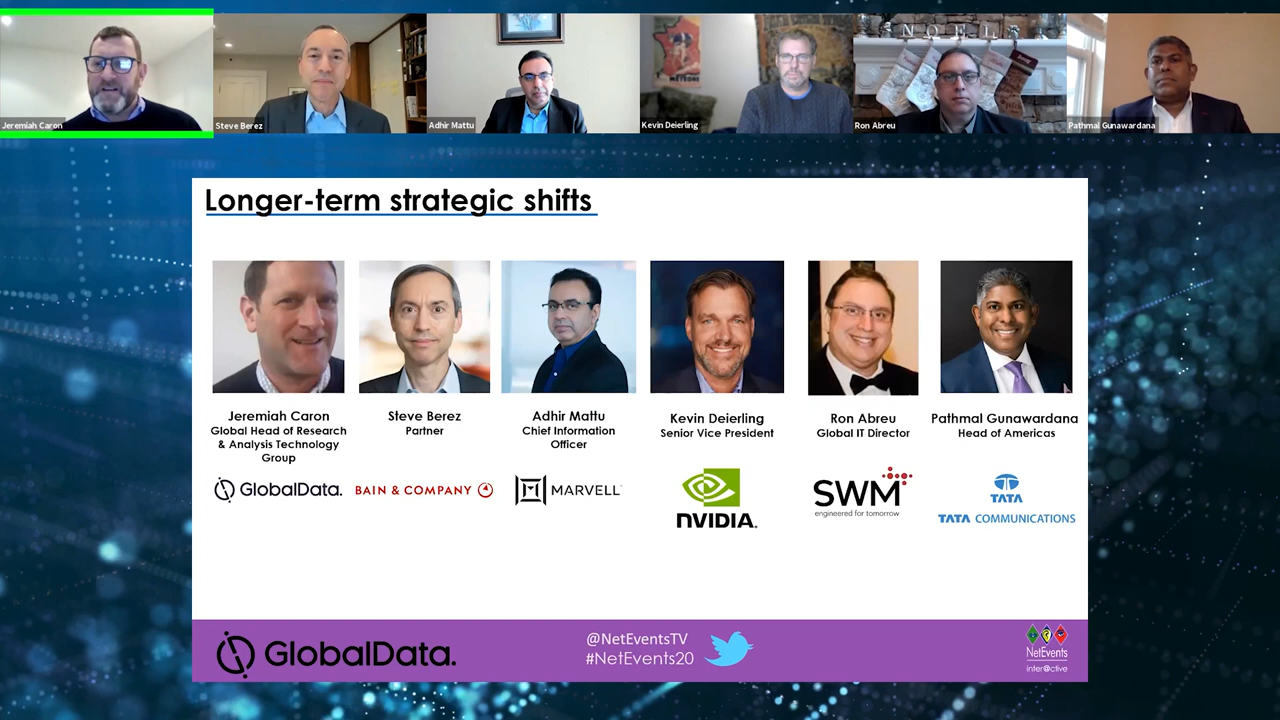 Jeremiah Caron
Steve Berez
Adhir Mattu
Kevin Deierling
NOEL
Ron Abreu
Pathmal Gunawardana
Longer-term strategic shifts
Jeremiah Caron
Global Head of Research
& Analysis Technology
Group
GlobalData.
Steve Berez
Partner
BAIN & COMPANY
Adhir Mattu
Chief Information
Officer
MARVELL
Kevin Deierling
Senior Vice President
NVIDIA.
Ron Abreu
Global IT Director
SWM
engineered for tomorrow
Pathmal Gunawardana
Head of Americas
TATA
TATA COMMUNICATIONS
GlobalData.
@NetEventsTV
#NetEvents20
NetEvents
inter@ctive